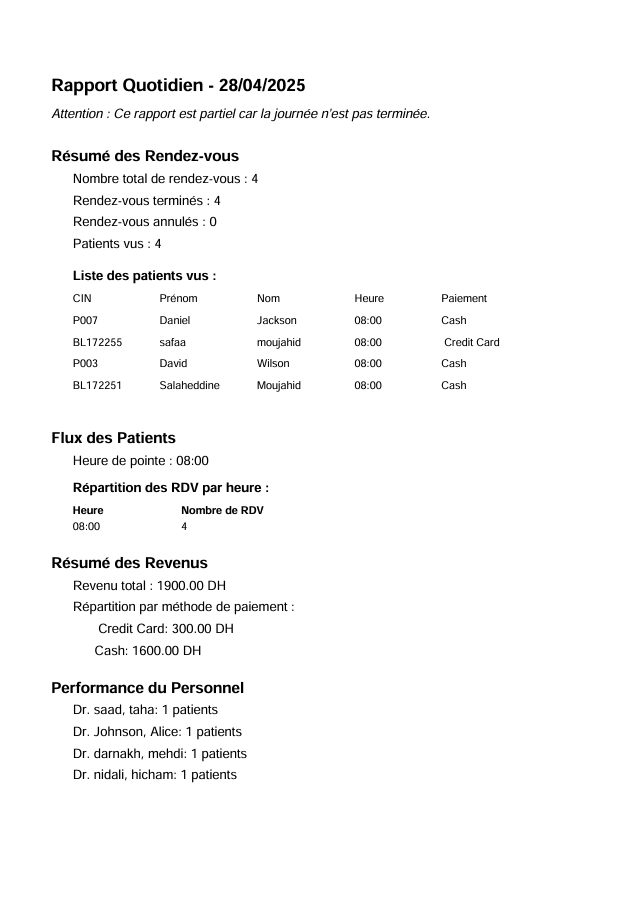 Rapport Quotidien - 28/04/2025
Attention : Ce rapport est partiel car la journée n'est pas terminée.
Résumé des Rendez-vous
Nombre total de rendez-vous : 4
Rendez-vous terminés : 4
Rendez-vous annulés : 0
Patients vus : 4
Liste des patients vus :
CIN Prénom Nom Heure Paiement
P007 Daniel Jackson 08:00 Cash
BL172255 safaa moujahid 08:00 Credit Card
P003 David Wilson 08:00 Cash
BL172251 Salaheddine Moujahid 08:00 Cash
Flux des Patients
Heure de pointe : 08:00
Répartition des RDV par heure :
Heure Nombre de RDV
08:00 4
Résumé des Revenus
Revenu total : 1900.00 DH
Répartition par méthode de paiement :
Credit Card: 300.00 DH
Cash: 1600.00 DH
Performance du Personnel
Dr. saad, taha: 1 patients
Dr. Johnson, Alice: 1 patients
Dr. darnakh, mehdi: 1 patients
Dr. nidali, hicham: 1 patients